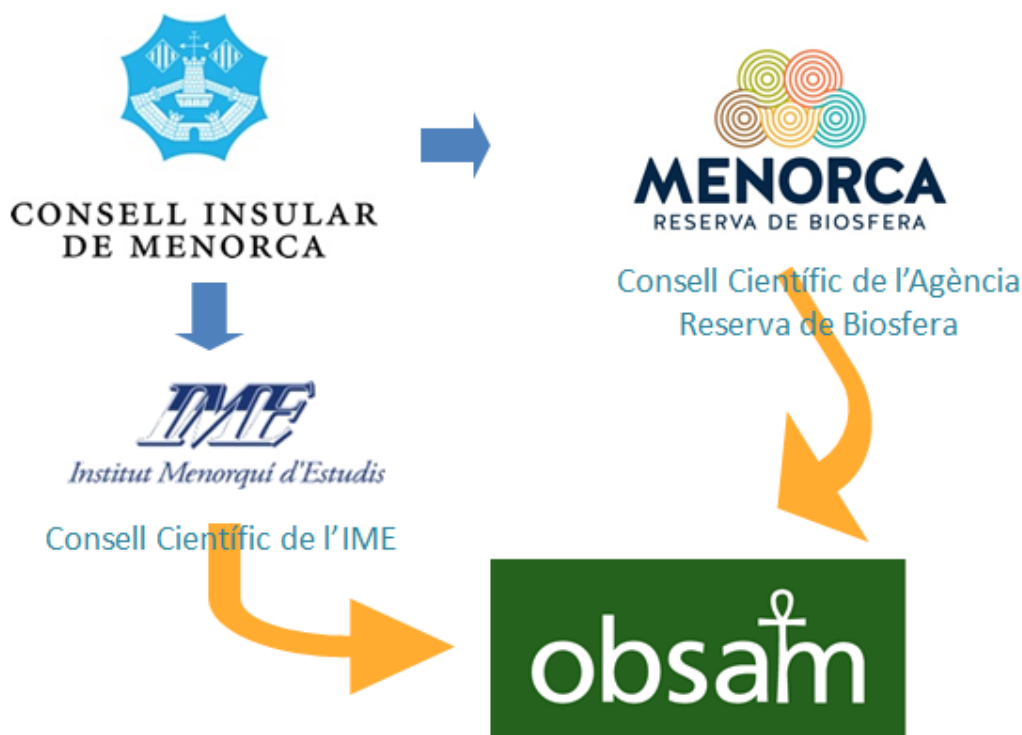 CONSELL INSULAR
DE MENORCA
MENORCA
RESERVA DE BIOSFERA
Consell Científic de l'Agència
Reserva de Biosfera
IME
Institut Menorquí d'Estudis
Consell Científic de l'IME
obsam